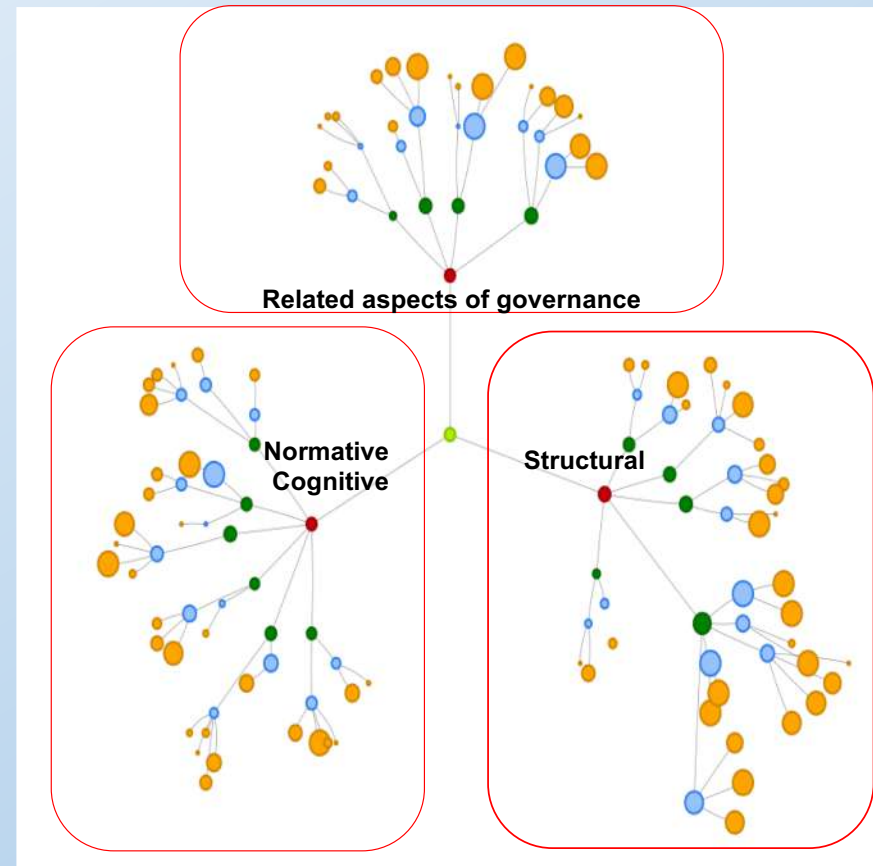 Related aspects of governance
Normative
Cognitive
Structural